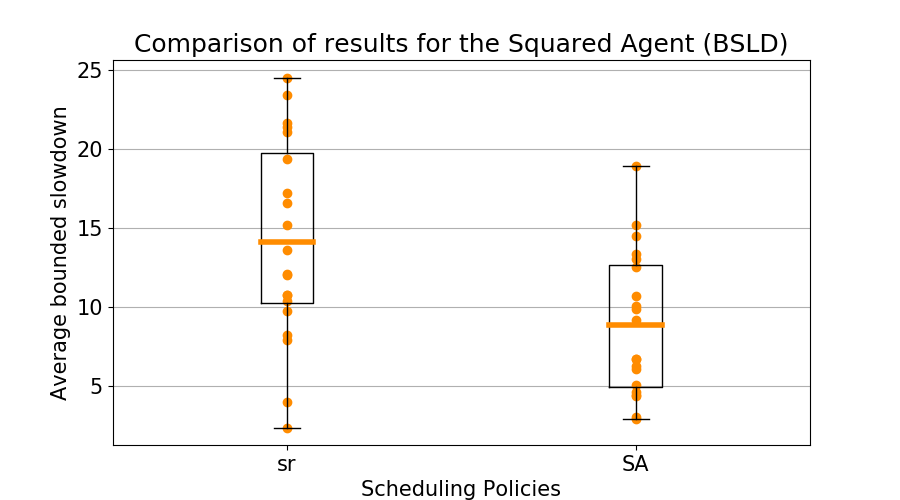 Comparison of results for the Squared Agent (BSLD)
Average bounded slowdown
25
20
15
10
5
sr
SA
Scheduling Policies